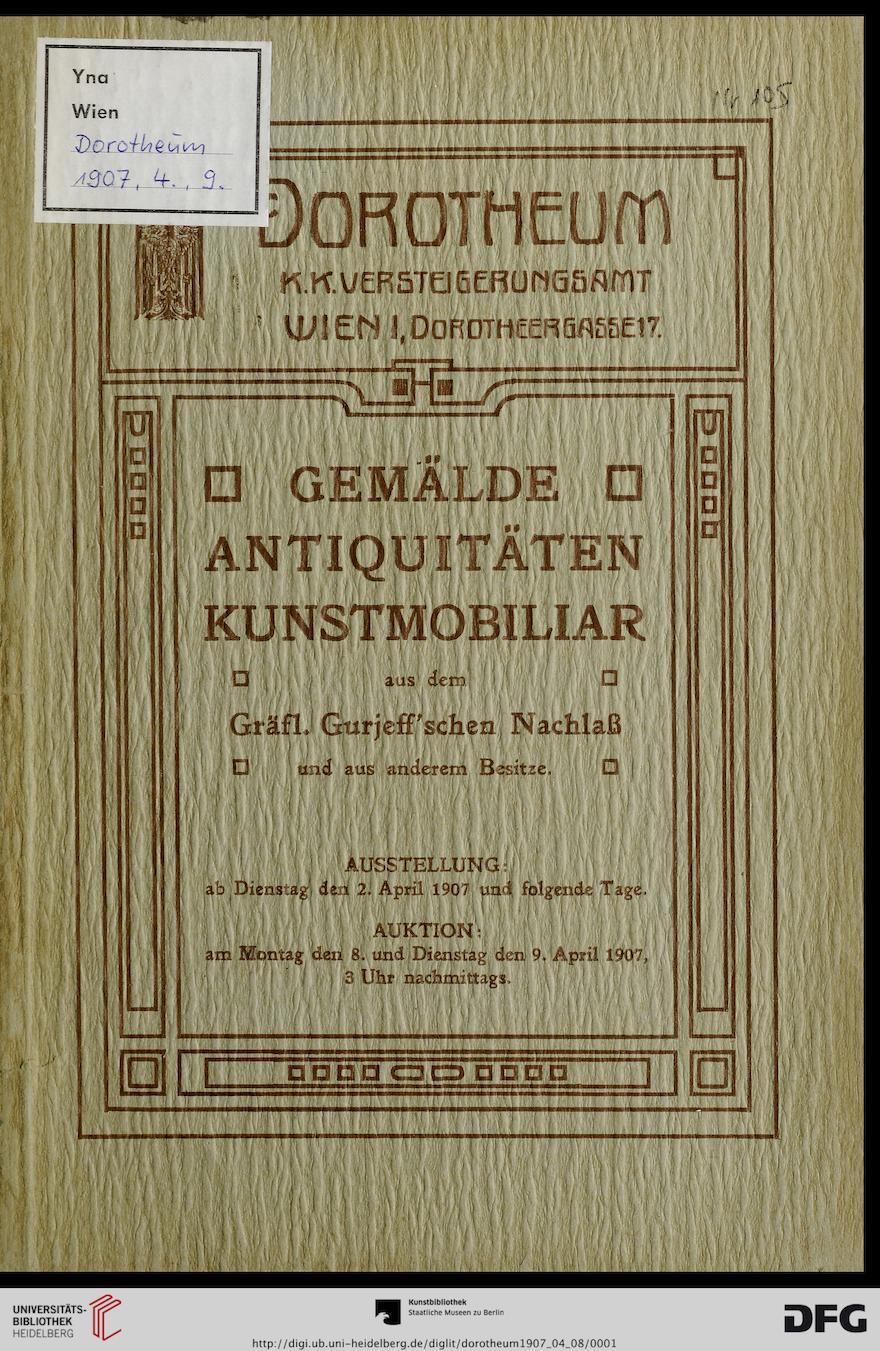 Yna
Wien
Dorotheum
1907, 4., 9.
Nr 105
DOROTHEUM
K.K.VERSTEIGERUNGSAMT
WIEN I, DOROTHEERGASSE 17.
GEMÄLDE
ANTIQUITÄTEN
KUNSTMOBILIAR
aus dem
Gräfl. Gurjeff'schen Nachlaß
und aus anderem Besitze.
AUSSTELLUNG:
ab Dienstag den 2. April 1907 und folgende Tage.
AUKTION:
am Montag den 8. und Dienstag den 9. April 1907,
3 Uhr nachmittags.
UNIVERSITÄTS-
BIBLIOTHEK
HEIDELBERG
Kunstbibliothek
Staatliche Museen zu Berlin
DFG
http://digi.ub.uni-heidelberg.de/diglit/dorotheum1907_04_08/0001